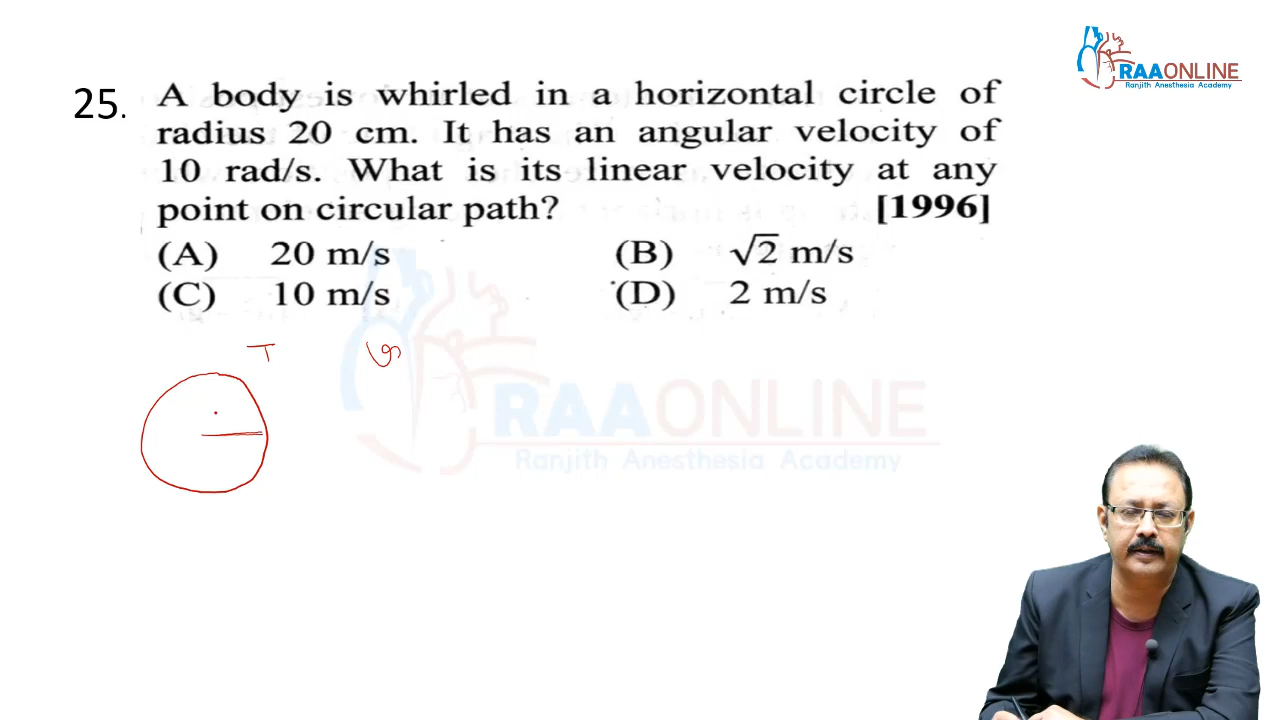 RAAONLINE
Ranjith Anesthesia Academy
25. A body is whirled in a horizontal circle of
radius 20 cm. It has an angular velocity of
10 rad/s. What is its linear velocity at any
point on circular path? [1996]
(A) 20 m/s (B) √2 m/s
(C) 10 m/s (D) 2 m/s
RAAONLINE
Ranjith Anesthesia Academy